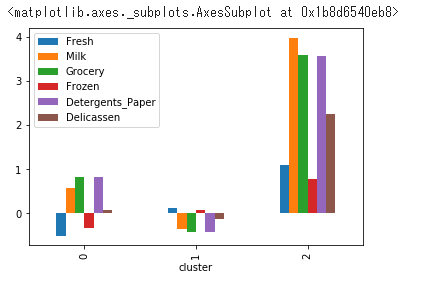 <matplotlib.axes._subplots.AxesSubplot at 0x1b8d6540eb8>
4
3
2
1
0
Fresh
Milk
Grocery
Frozen
Detergents_Paper
Delicassen
0
1
2
cluster